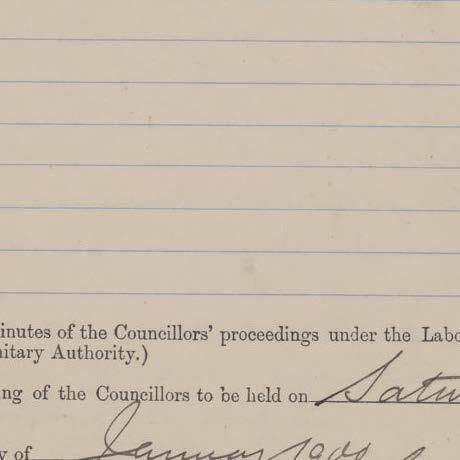 inutes of the Councillors' proceedings under the Labo
nitary Authority.)
ng of the Councillors to be held on Satu
y of January 1900